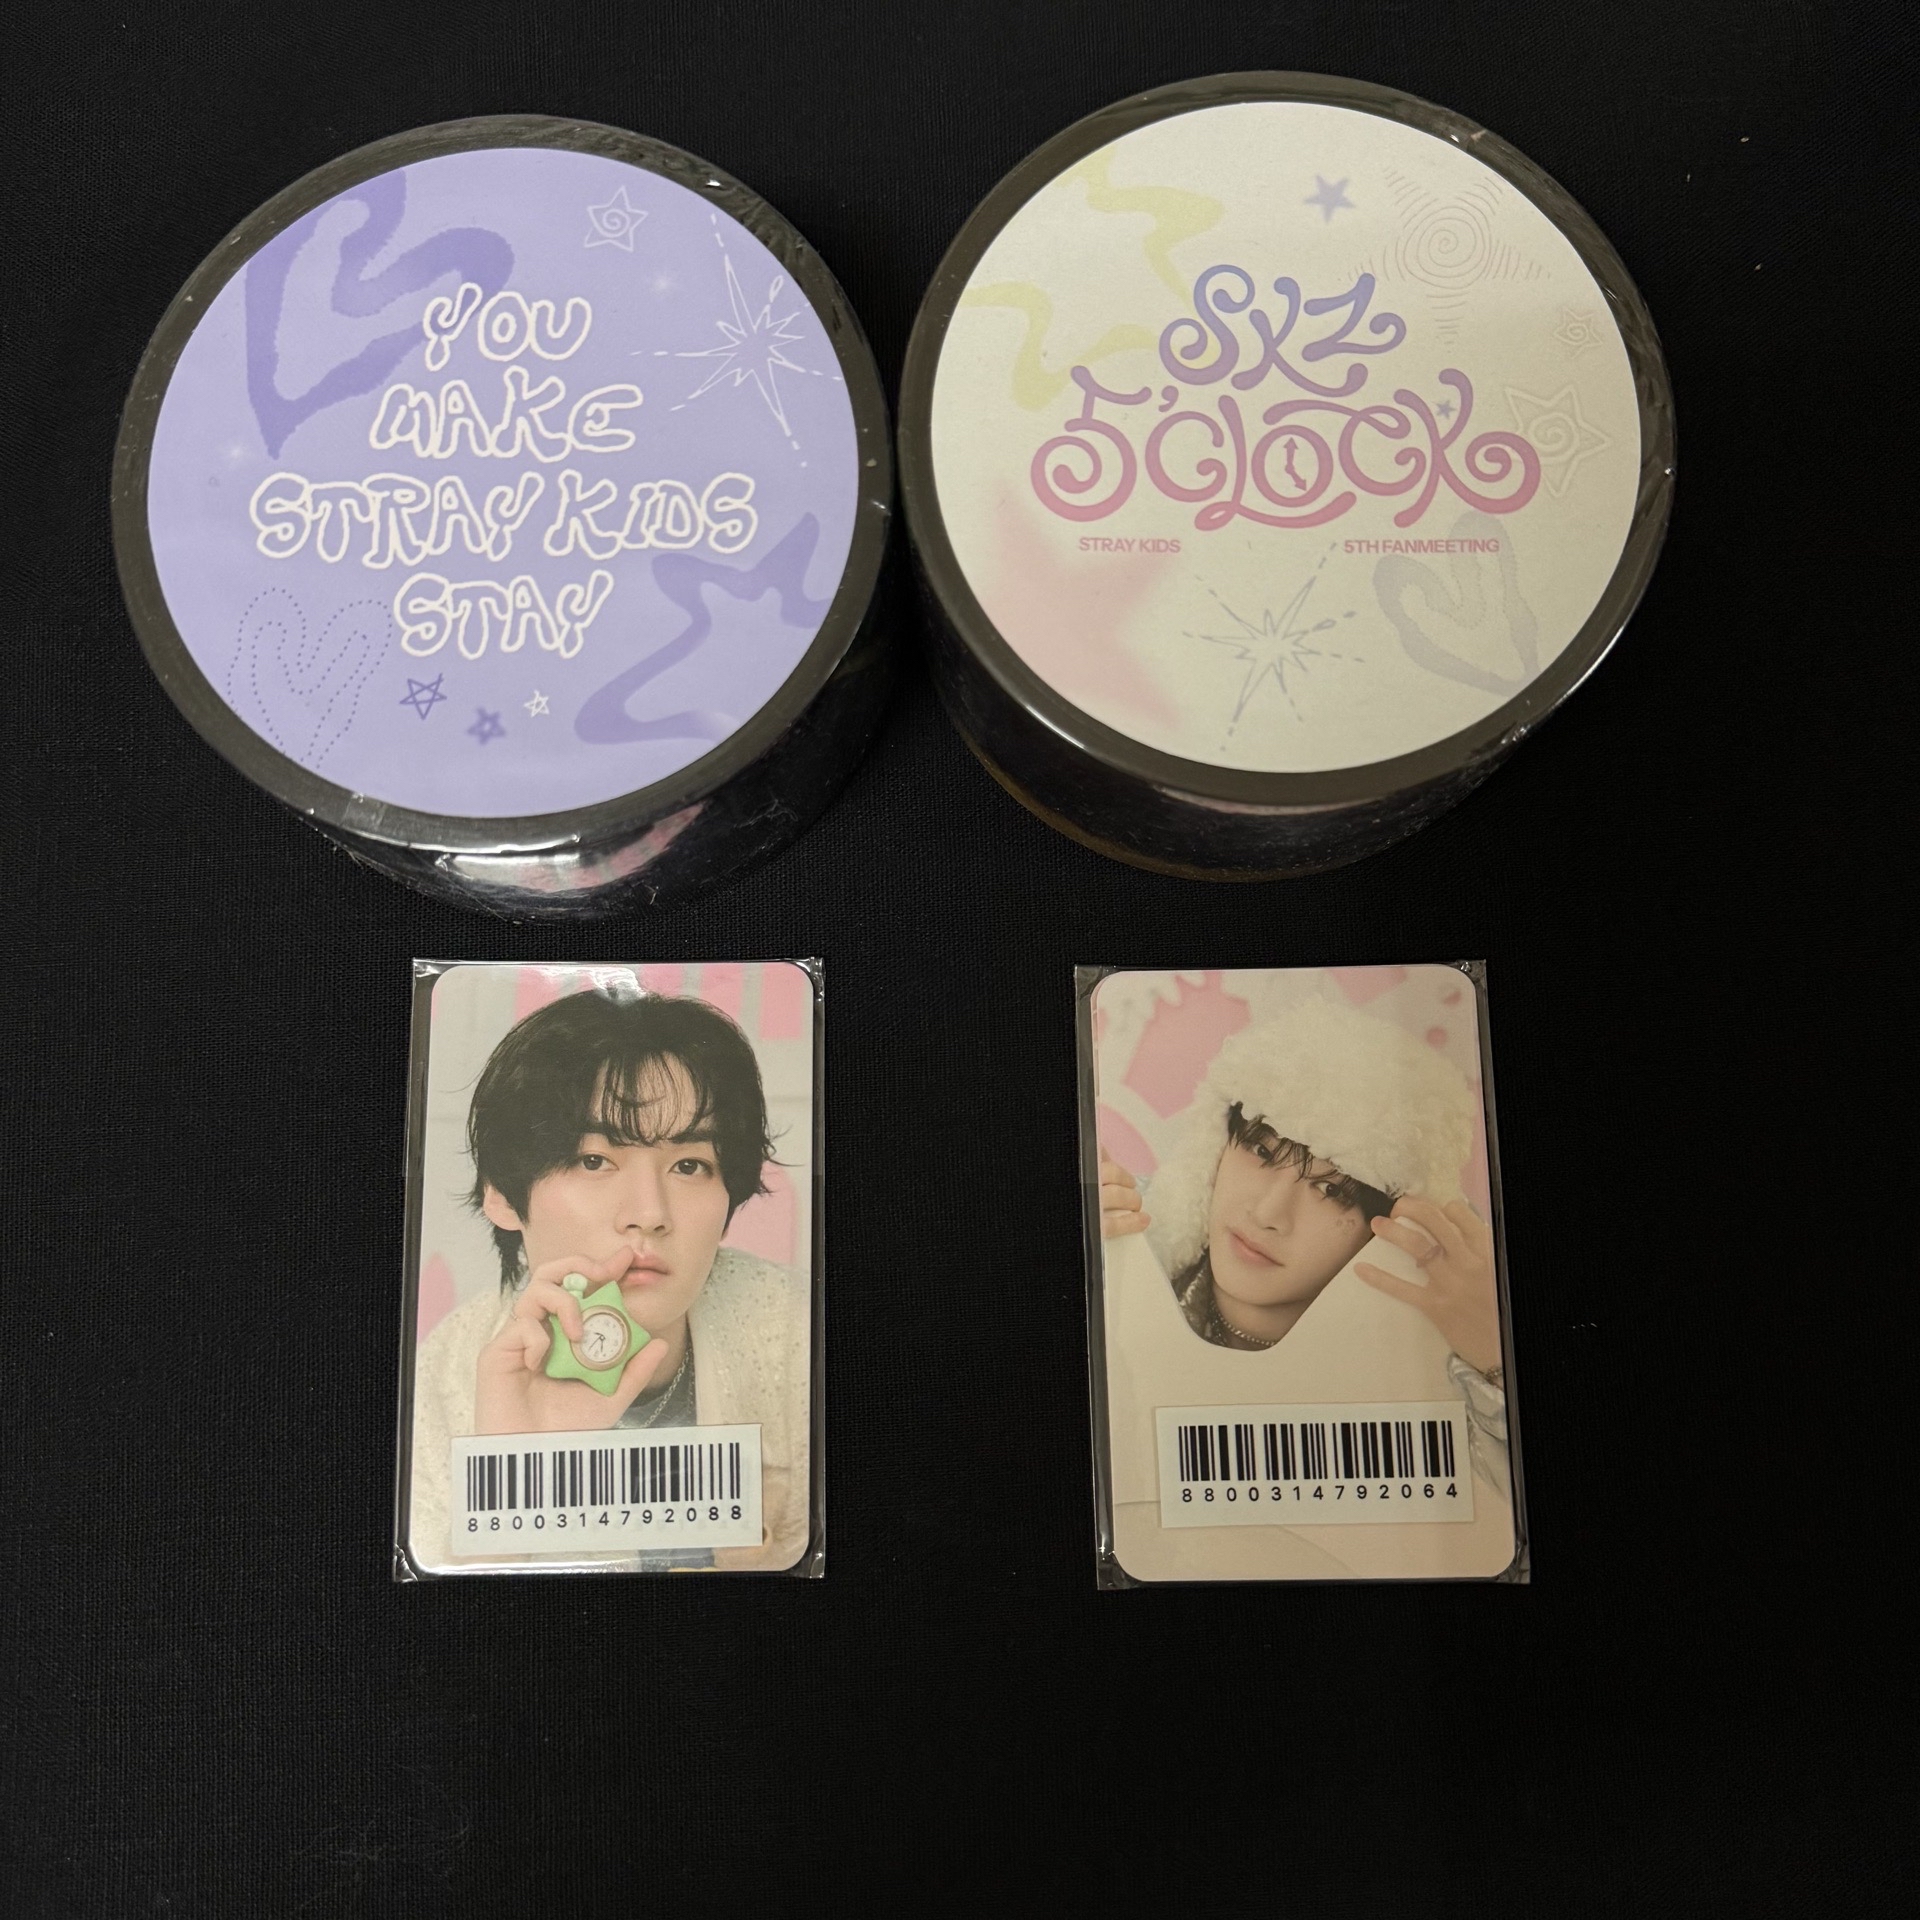 YOU
MAKE
STRAY KIDS
STAY
SKZ
5'CLOCK
STRAY KIDS 5TH FANMEETING
8800314792088
8800314792064